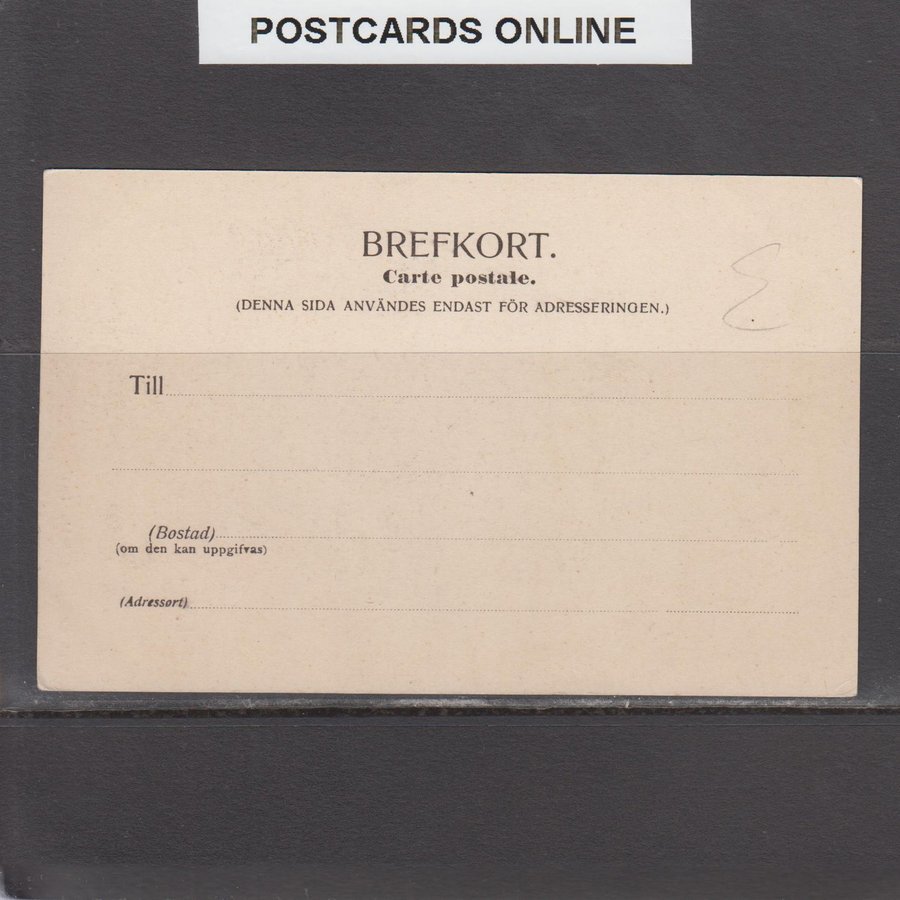 POSTCARDS ONLINE
BREFKORT.
Carte postale.
(DENNA SIDA ANVÄNDES ENDAST FÖR ADRESSERINGEN.)
Till
(Bostad)
(om den kan uppgifvas)
(Adressort)